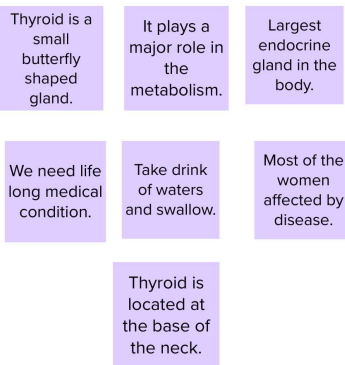 Thyroid is a
small
butterfly
shaped
gland.
It plays a
major role in
the
metabolism.
Largest
endocrine
gland in the
body.
We need life
long medical
condition.
Take drink
of waters
and swallow.
Most of the
women
affected by
disease.
Thyroid is
located at
the base of
the neck.